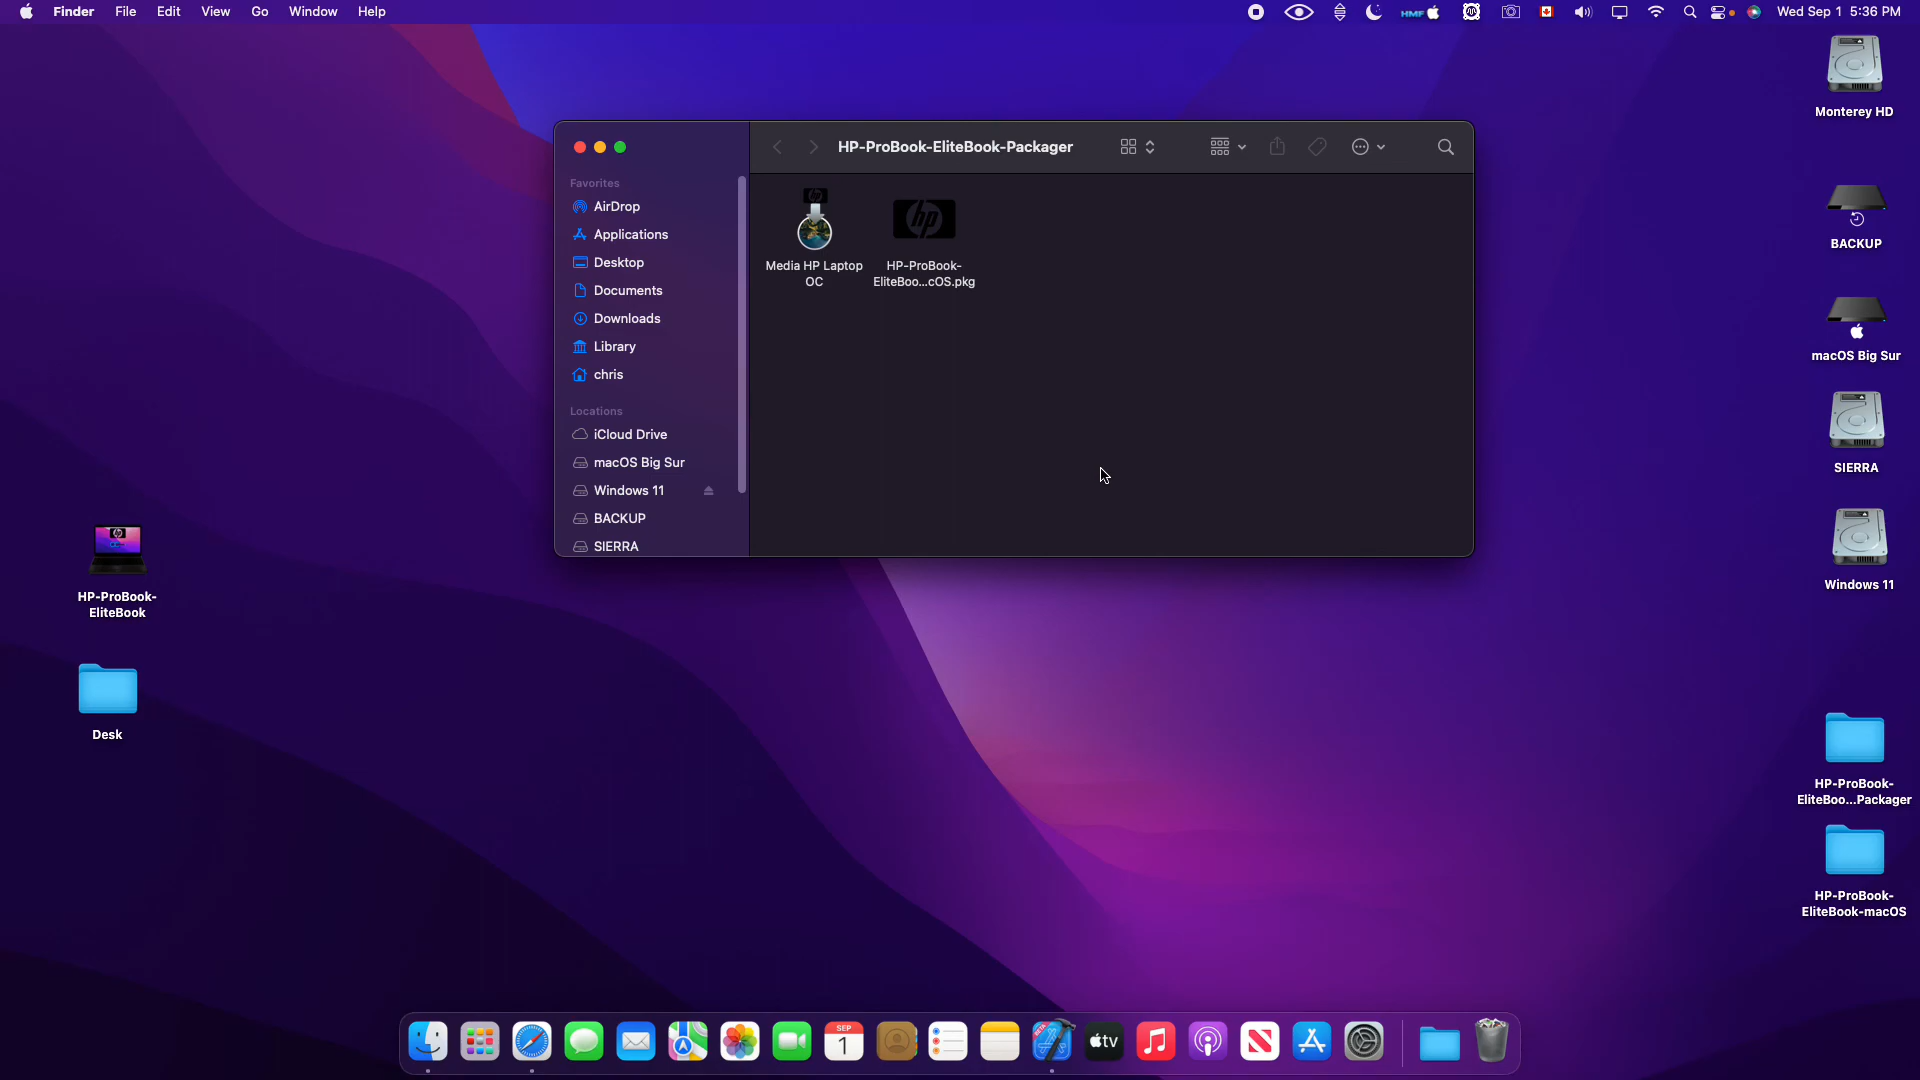 Finder File Edit View Go Window Help
HMF
Wed Sep 1 5:36 PM
HP-ProBook-EliteBook-Packager
Favorites
AirDrop
Applications
Desktop
Documents
Downloads
Library
chris
Locations
iCloud Drive
macOS Big Sur
Windows 11
BACKUP
SIERRA
hp
Media HP Laptop
OC
HP-ProBook-
EliteBoo...cOS.pkg
Monterey HD
BACKUP
macOS Big Sur
SIERRA
Windows 11
HP-ProBook-
EliteBoo...Packager
HP-ProBook-
EliteBook-macOS
HP-ProBook-
EliteBook
Desk
SEP
1
BETA
tv